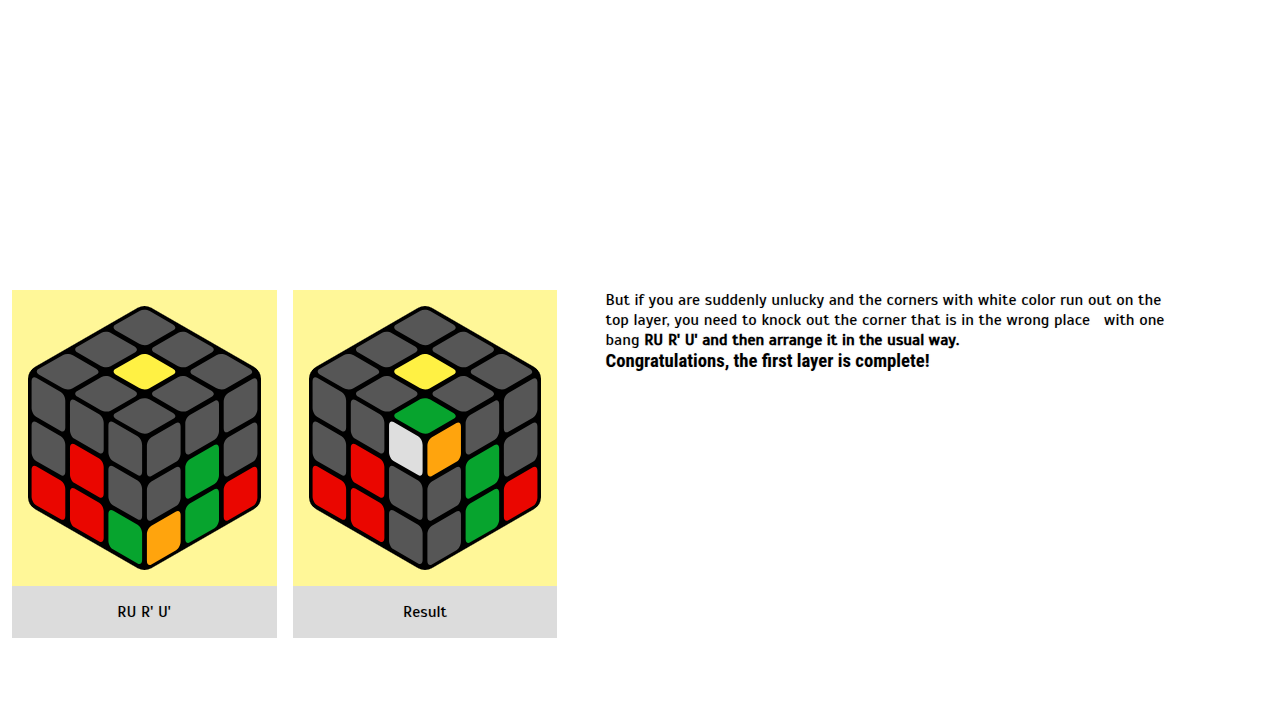 But if you are suddenly unlucky and the corners with white color run out on the
top layer, you need to knock out the corner that is in the wrong place with one
bang RU R' U' and then arrange it in the usual way.
Congratulations, the first layer is complete!
RU R' U'
Result